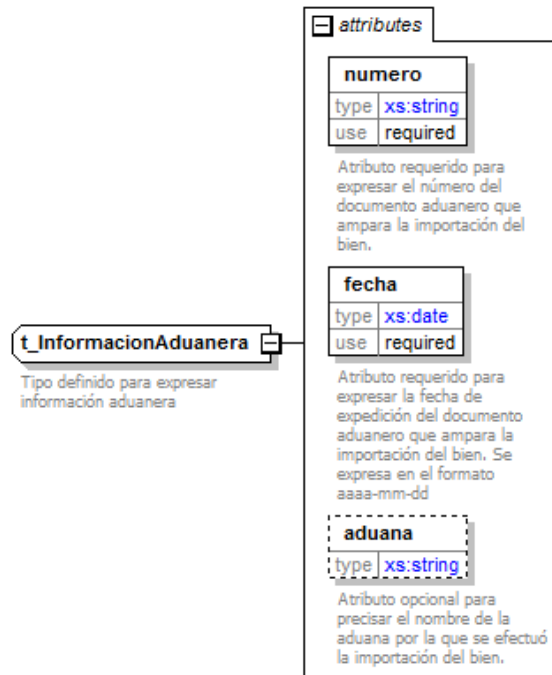 attributes
numero
type xs:string
use required
Atributo requerido para
expresar el número del
documento aduanero que
ampara la importación del
bien.
fecha
type xs:date
use required
Atributo requerido para
expresar la fecha de
expedición del documento
aduanero que ampara la
importación del bien. Se
expresa en el formato
aaaa-mm-dd
t_InformacionAduanera
Tipo definido para expresar
información aduanera
aduana
type xs:string
Atributo opcional para
precisar el nombre de la
aduana por la que se efectuó
la importación del bien.